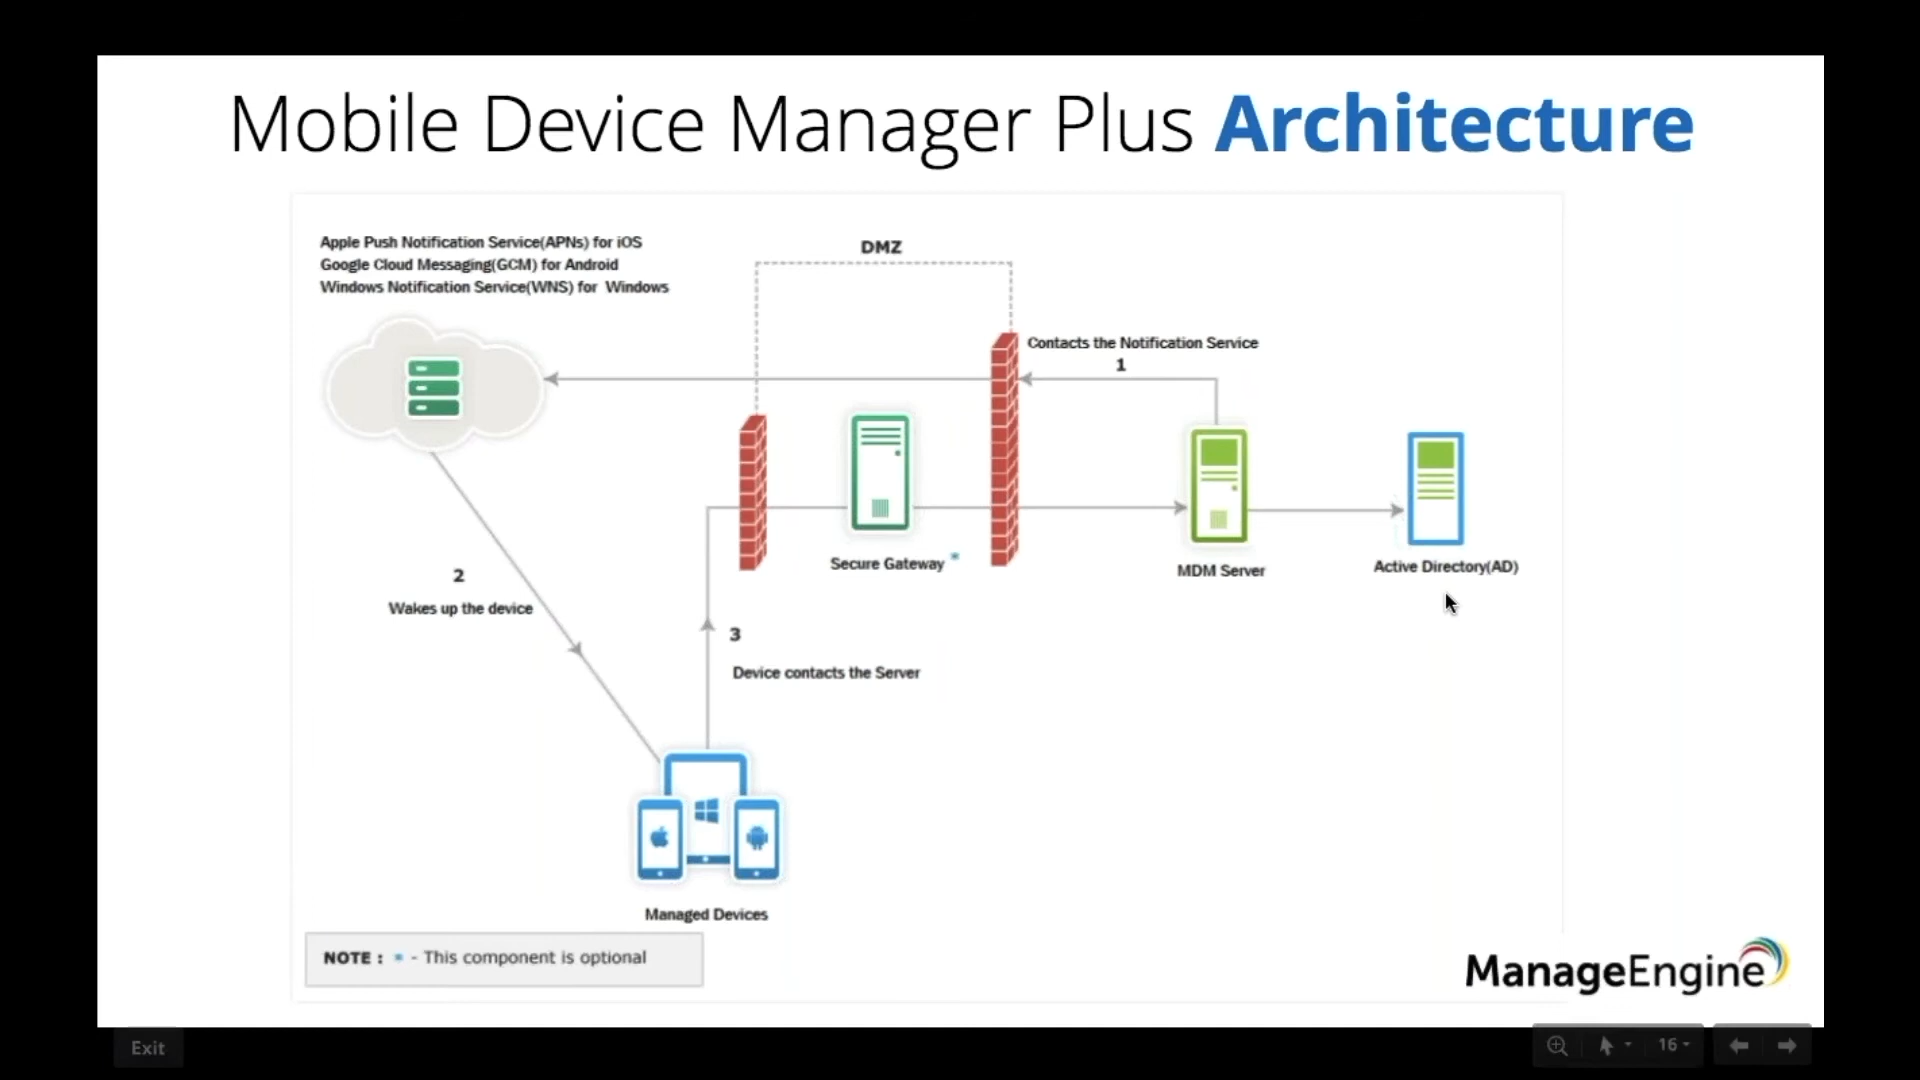 Mobile Device Manager Plus Architecture
Apple Push Notification Service(APNs) for iOS
Google Cloud Messaging(GCM) for Android
Windows Notification Service(WNS) for Windows
DMZ
Contacts the Notification Service
1
Secure Gateway *
MDM Server
Active Directory(AD)
2
Wakes up the device
3
Device contacts the Server
Managed Devices
NOTE : * - This component is optional
ManageEngine
Exit
16